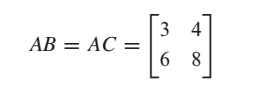 AB = AC = [3 4
6 8]